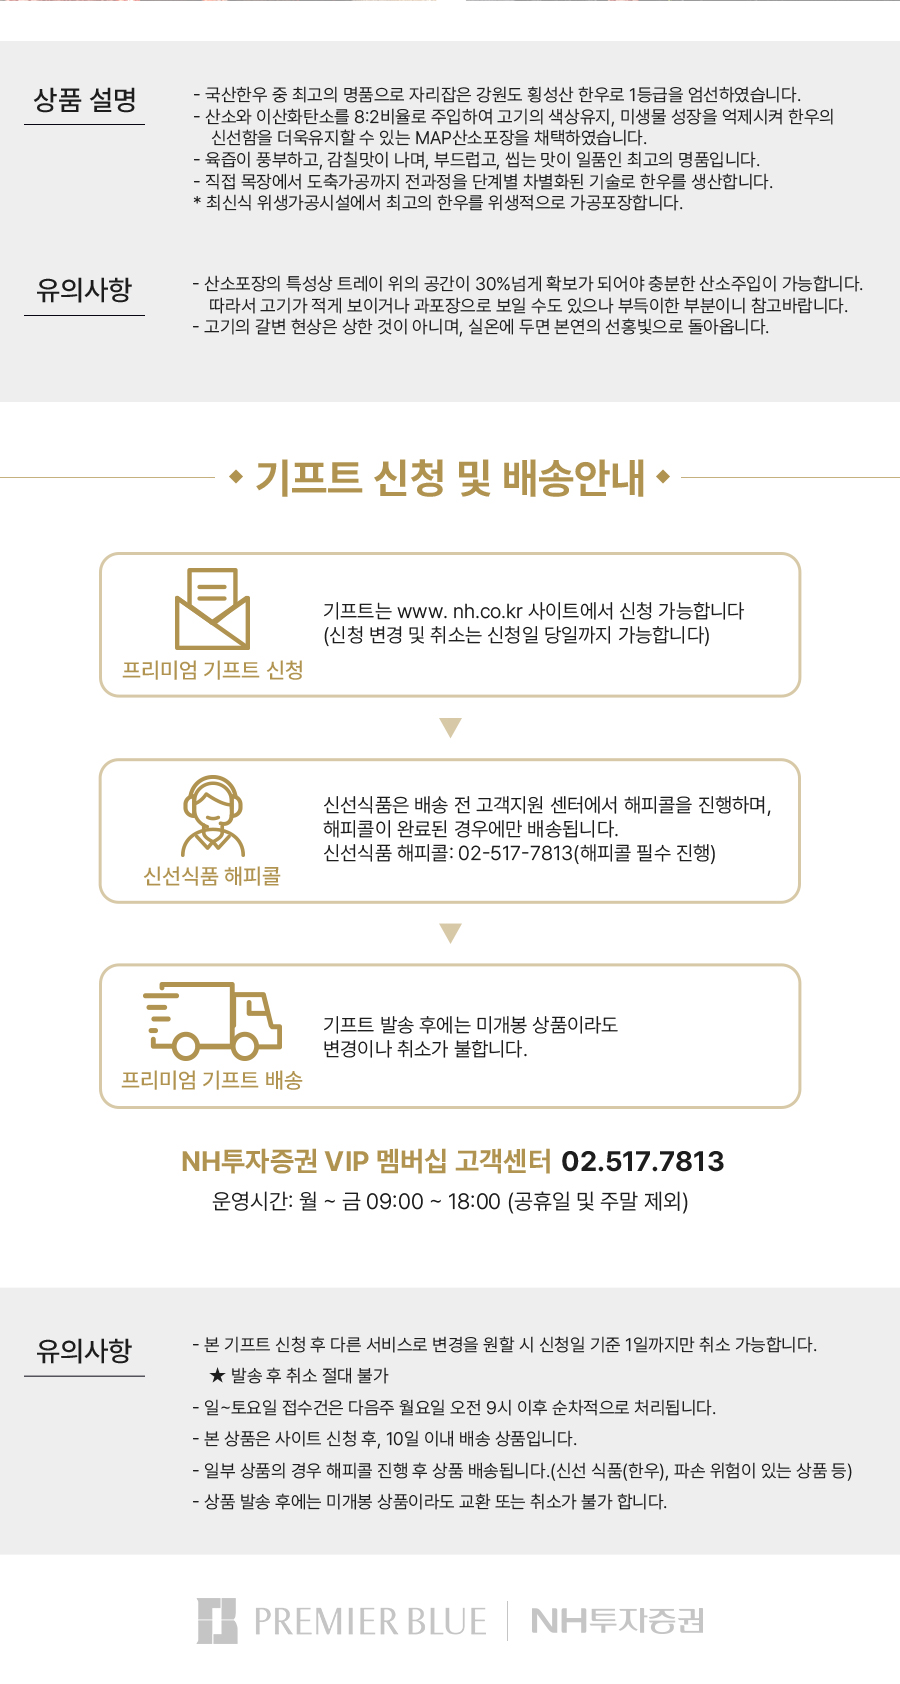 상품 설명
- 국산한우 중 최고의 명품으로 자리잡은 강원도 횡성산 한우로 1등급을 엄선하였습니다.
- 산소와 이산화탄소를 8:2비율로 주입하여 고기의 색상유지, 미생물 성장을 억제시켜 한우의
신선함을 더욱유지할 수 있는 MAP산소포장을 채택하였습니다.
- 육즙이 풍부하고, 감칠맛이 나며, 부드럽고, 씹는 맛이 일품인 최고의 명품입니다.
- 직접 목장에서 도축가공까지 전과정을 단계별 차별화된 기술로 한우를 생산합니다.
* 최신식 위생가공시설에서 최고의 한우를 위생적으로 가공포장합니다.
유의사항
- 산소포장의 특성상 트레이 위의 공간이 30%넘게 확보가 되어야 충분한 산소주입이 가능합니다.
따라서 고기가 적게 보이거나 과포장으로 보일 수도 있으나 부득이한 부분이니 참고바랍니다.
- 고기의 갈변 현상은 상한 것이 아니며, 실온에 두면 본연의 선홍빛으로 돌아옵니다.
◆ 기프트 신청 및 배송안내 ◆
프리미엄 기프트 신청
기프트는 www. nh.co.kr 사이트에서 신청 가능합니다
(신청 변경 및 취소는 신청일 당일까지 가능합니다)
신선식품 해피콜
신선식품은 배송 전 고객지원 센터에서 해피콜을 진행하며,
해피콜이 완료된 경우에만 배송됩니다.
신선식품 해피콜: 02-517-7813(해피콜 필수 진행)
프리미엄 기프트 배송
기프트 발송 후에는 미개봉 상품이라도
변경이나 취소가 불합니다.
NH투자증권 VIP 멤버십 고객센터 02.517.7813
운영시간: 월 ~ 금 09:00 ~ 18:00 (공휴일 및 주말 제외)
유의사항
- 본 기프트 신청 후 다른 서비스로 변경을 원할 시 신청일 기준 1일까지만 취소 가능합니다.
★ 발송 후 취소 절대 불가
- 일~토요일 접수건은 다음주 월요일 오전 9시 이후 순차적으로 처리됩니다.
- 본 상품은 사이트 신청 후, 10일 이내 배송 상품입니다.
- 일부 상품의 경우 해피콜 진행 후 상품 배송됩니다.(신선 식품(한우), 파손 위험이 있는 상품 등)
- 상품 발송 후에는 미개봉 상품이라도 교환 또는 취소가 불가 합니다.
PREMIER BLUE | NH투자증권